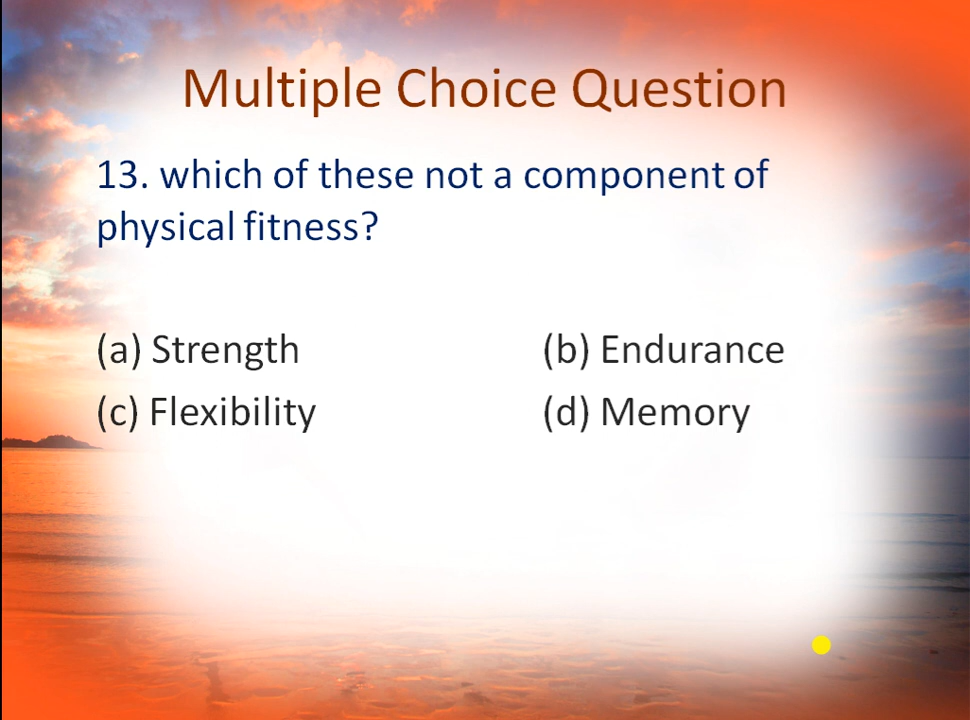 Multiple Choice Question
13. which of these not a component of
physical fitness?
(a) Strength (b) Endurance
(c) Flexibility (d) Memory